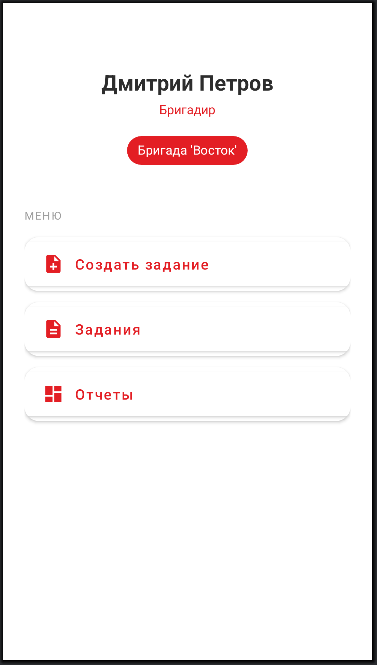 Дмитрий Петров
Бригадир
Бригада 'Восток'
МЕНЮ
Создать задание
Задания
Отчеты